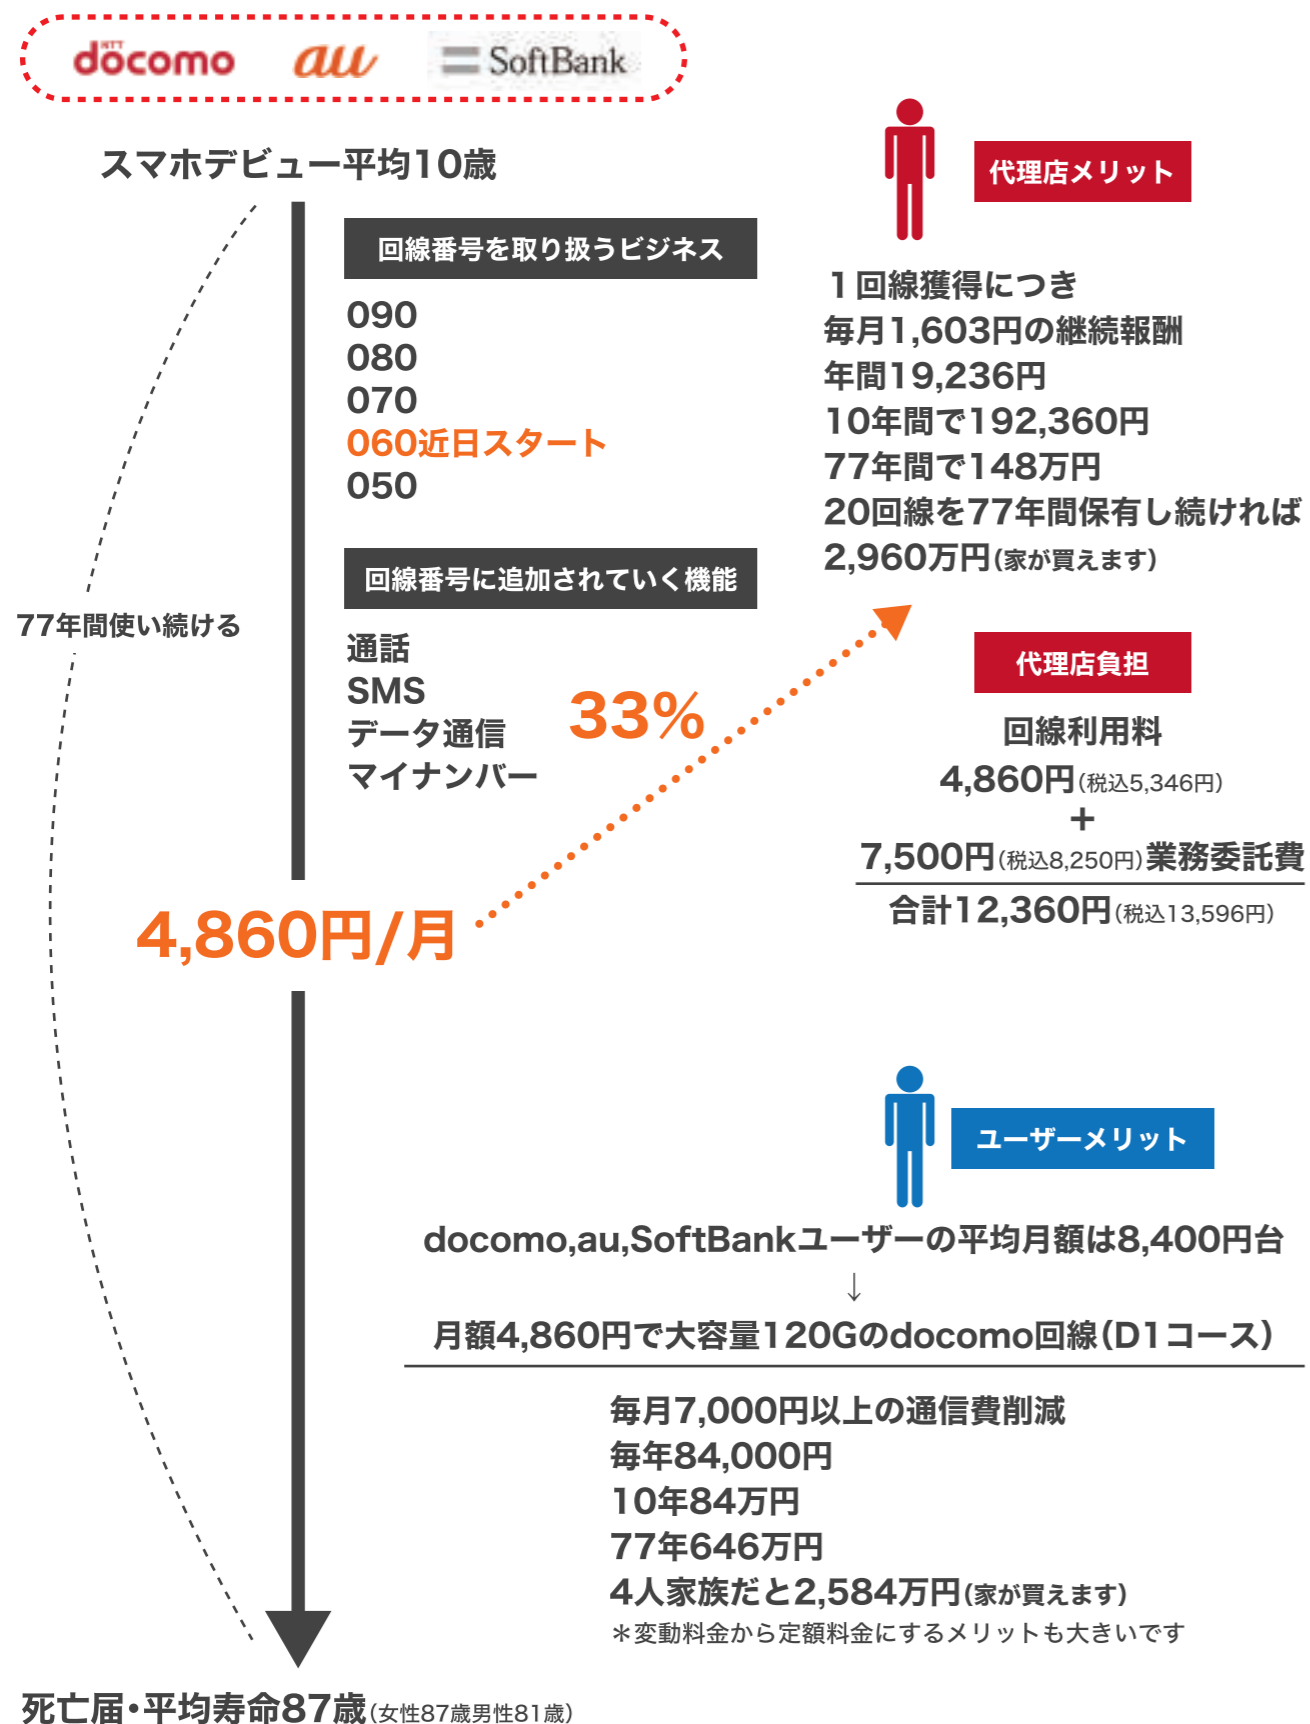 NTT
döcomo
au
SoftBank
スマホデビュー平均10歳
回線番号を取り扱うビジネス
090
080
070
060近日スタート
050
回線番号に追加されていく機能
通話
SMS
データ通信
マイナンバー
33%
77年間使い続ける
4,860円/月
代理店メリット
1回線獲得につき
毎月1,603円の継続報酬
年間19,236円
10年間で192,360円
77年間で148万円
20回線を77年間保有し続ければ
2,960万円(家が買えます)
代理店負担
回線利用料
4,860円(税込5,346円)
+
7,500円(税込8,250円)業務委託費
合計12,360円(税込13,596円)
ユーザーメリット
docomo,au,SoftBankユーザーの平均月額は8,400円台
↓
月額4,860円で大容量120Gのdocomo回線(D1コース)
毎月7,000円以上の通信費削減
毎年84,000円
10年84万円
77年646万円
4人家族だと2,584万円(家が買えます)
*変動料金から定額料金にするメリットも大きいです
死亡届・平均寿命87歳(女性87歳男性81歳)